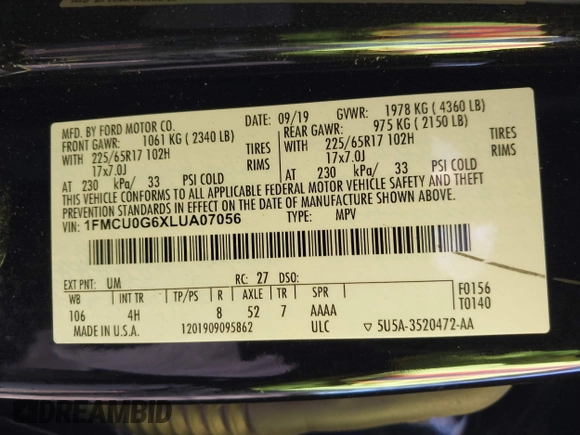 MFD. BY FORD MOTOR CO. DATE: 09/19 GVWR: 1978 KG ( 4360 LB)
FRONT GAWR: 1061 KG ( 2340 LB) REAR GAWR: 975 KG ( 2150 LB)
WITH 225/65R17 102H TIRES WITH 225/65R17 102H TIRES
17x7.0J RIMS 17x7.0J RIMS
AT 230 kPa/ 33 PSI COLD AT 230 kPa/ 33 PSI COLD
THIS VEHICLE CONFORMS TO ALL APPLICABLE FEDERAL MOTOR VEHICLE SAFETY AND THEFT
PREVENTION STANDARDS IN EFFECT ON THE DATE OF MANUFACTURE SHOWN ABOVE.
VIN: 1FMCU0G6XLUA07056 TYPE: MPV
EXT PNT: UM RC: 27 DSO: F0156
WB INT TR TP/PS R AXLE TR SPR T0140
106 4H 8 52 7 AAAA
MADE IN U.S.A. 1201909095862 ULC 5U5A-3520472-AA
DREAMBID